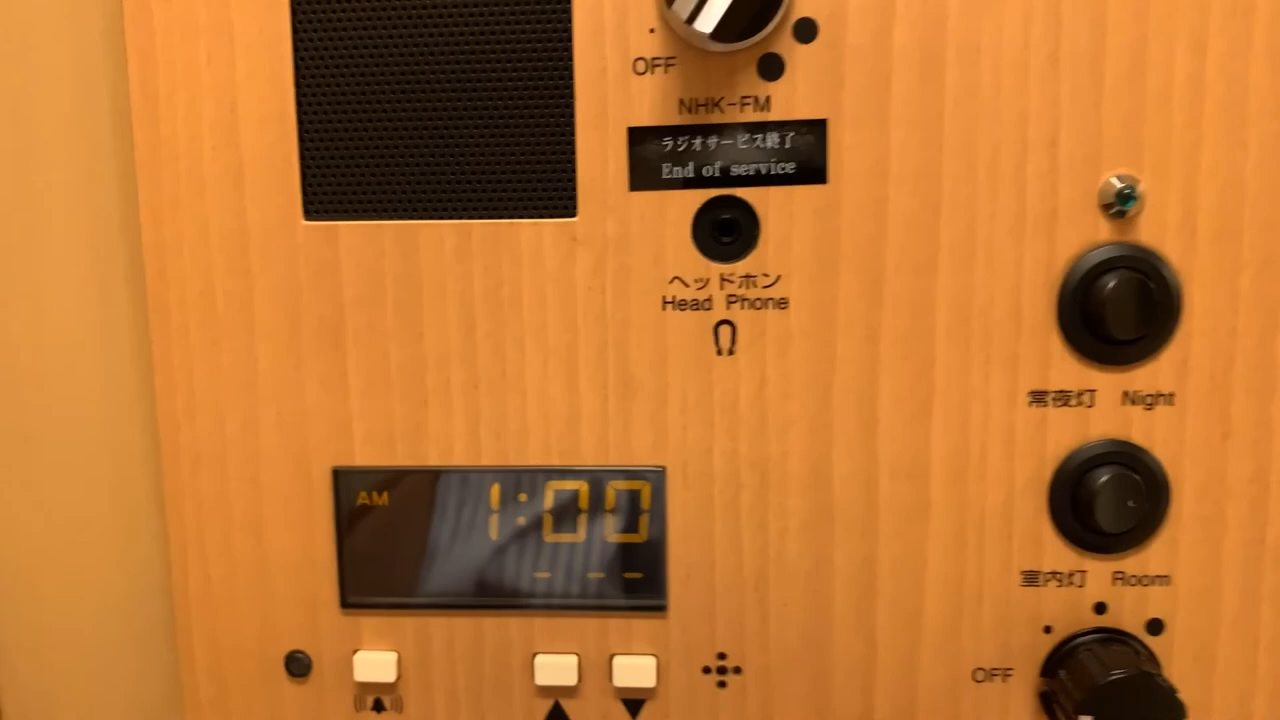 OFF
NHK-FM
ラジオサービス終了
End of service
ヘッドホン
Head Phone
常夜灯 Night
AM 1:00
- - -
室内灯 Room
OFF